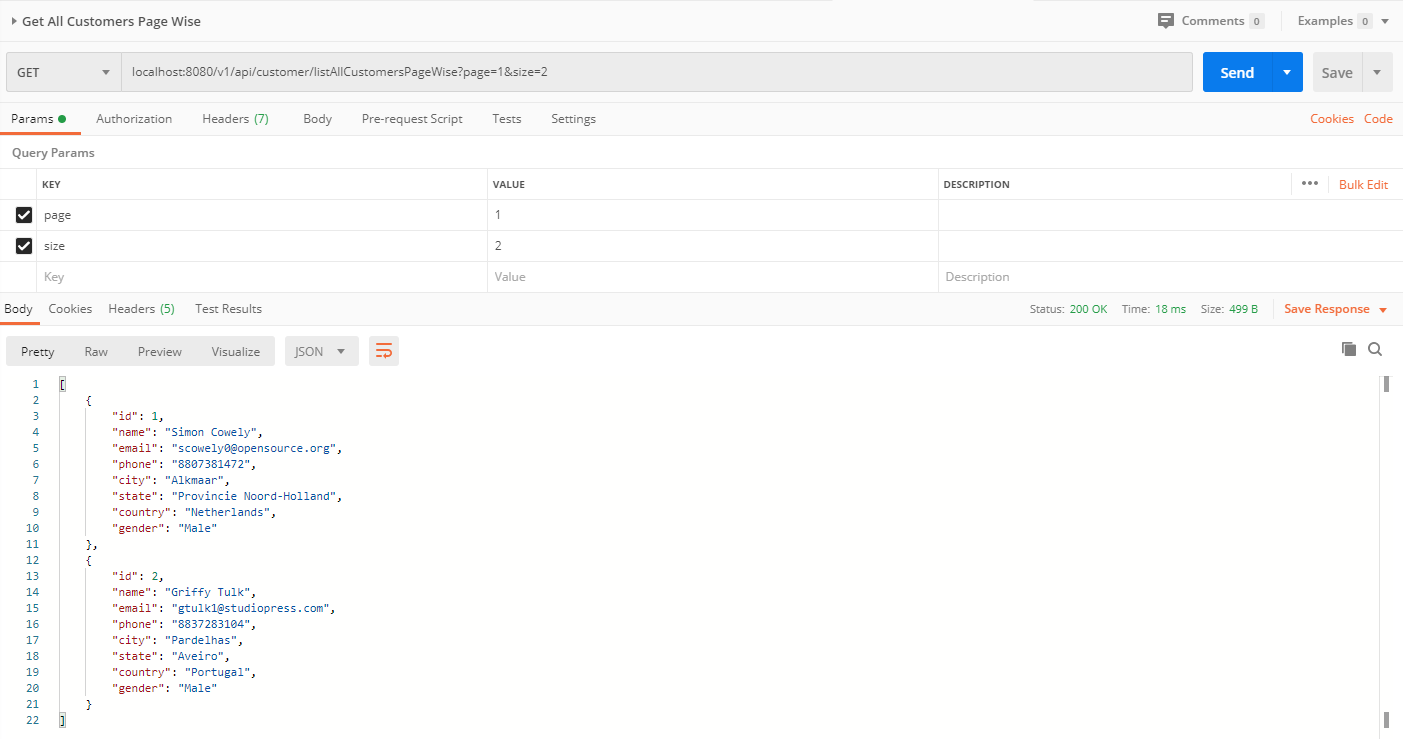 Get All Customers Page Wise Comments 0 Examples 0
GET localhost:8080/v1/api/customer/listAllCustomersPageWise?page=1&size=2 Send Save
Params Authorization Headers (7) Body Pre-request Script Tests Settings Cookies Code
Query Params
KEY VALUE DESCRIPTION ••• Bulk Edit
page 1
size 2
Key Value Description
Body Cookies Headers (5) Test Results Status: 200 OK Time: 18 ms Size: 499 B Save Response
Pretty Raw Preview Visualize JSON
1 [
2 {
3 "id": 1,
4 "name": "Simon Cowely",
5 "email": "scowely0@opensource.org",
6 "phone": "8807381472",
7 "city": "Alkmaar",
8 "state": "Provincie Noord-Holland",
9 "country": "Netherlands",
10 "gender": "Male"
11 },
12 {
13 "id": 2,
14 "name": "Griffy Tulk",
15 "email": "gtulk1@studiopress.com",
16 "phone": "8837283104",
17 "city": "Pardelhas",
18 "state": "Aveiro",
19 "country": "Portugal",
20 "gender": "Male"
21 }
22 ]